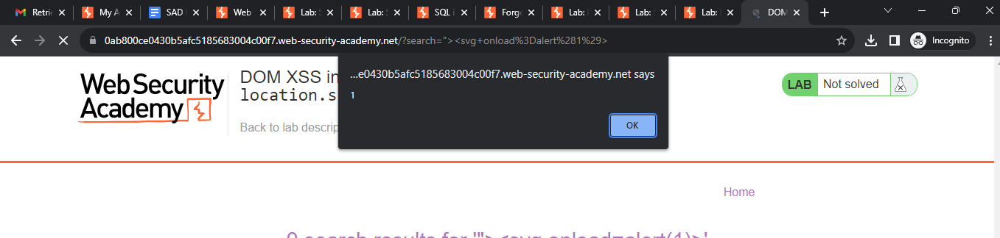 Retri My A SAD Web Lab: Lab: SQL i Forg Lab: Lab: Lab: DOM
0ab800ce0430b5afc5185683004c00f7.web-security-academy.net/?search="><svg+onload%3Dalert%281%29> Incognito
...e0430b5afc5185683004c00f7.web-security-academy.net says
1
OK
Web Security
Academy
DOM XSS in
location.s
Back to lab descrip
LAB Not solved
Home
0 search results for '"><svg onload=alert(1)>'